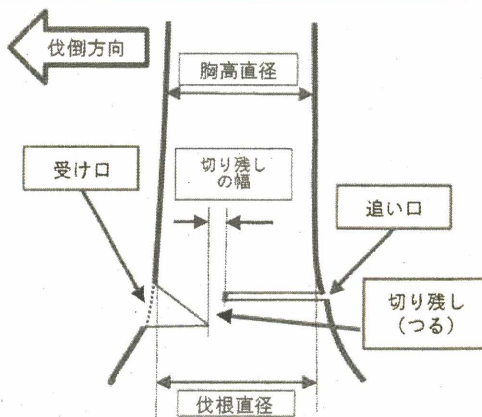 伐倒方向
胸高直径
切り残し
の幅
受け口
追い口
切り残し
(つる)
伐根直径